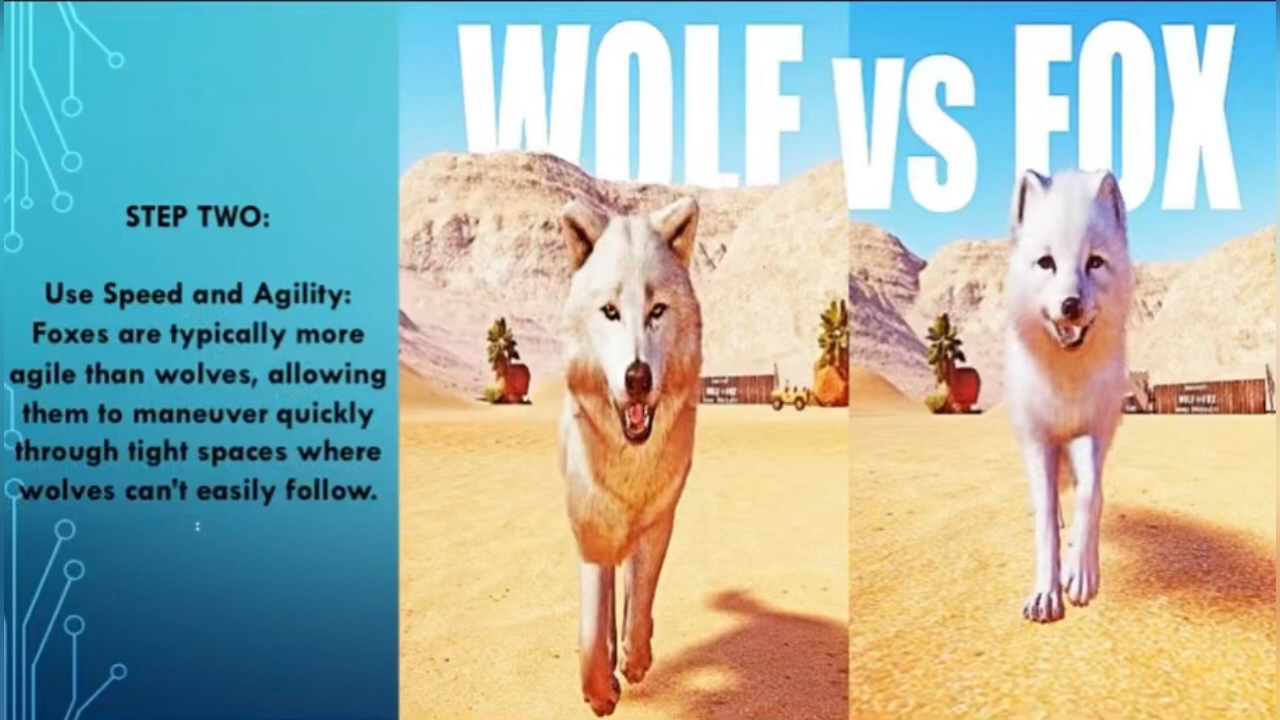 STEP TWO:
Use Speed and Agility:
Foxes are typically more
agile than wolves, allowing
them to maneuver quickly
through tight spaces where
wolves can't easily follow.
:
WOLF VS FOX